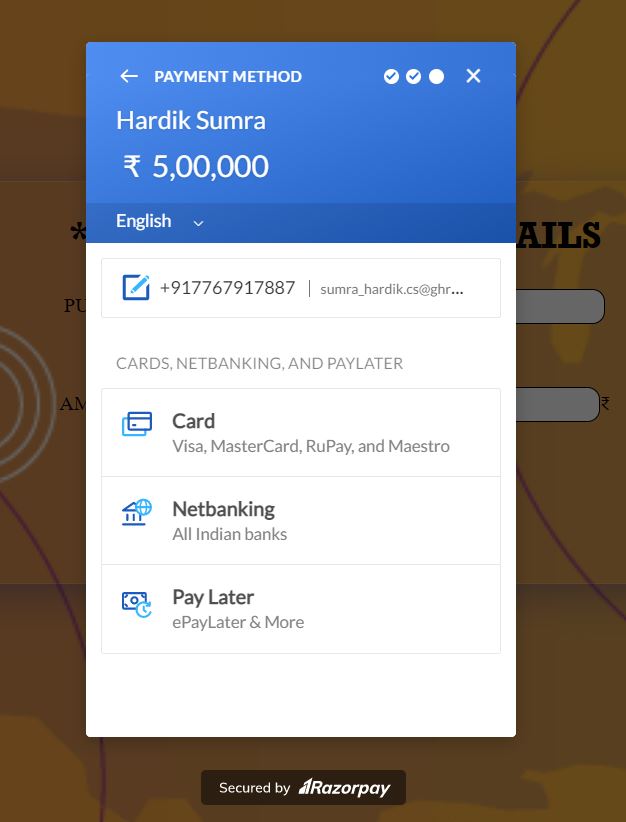 PAYMENT METHOD
Hardik Sumra
₹ 5,00,000
English
*
AILS
+917767917887 | sumra_hardik.cs@ghr...
PU
CARDS, NETBANKING, AND PAYLATER
AM
₹
Card
Visa, MasterCard, RuPay, and Maestro
Netbanking
All Indian banks
Pay Later
ePayLater & More
Secured by Razorpay